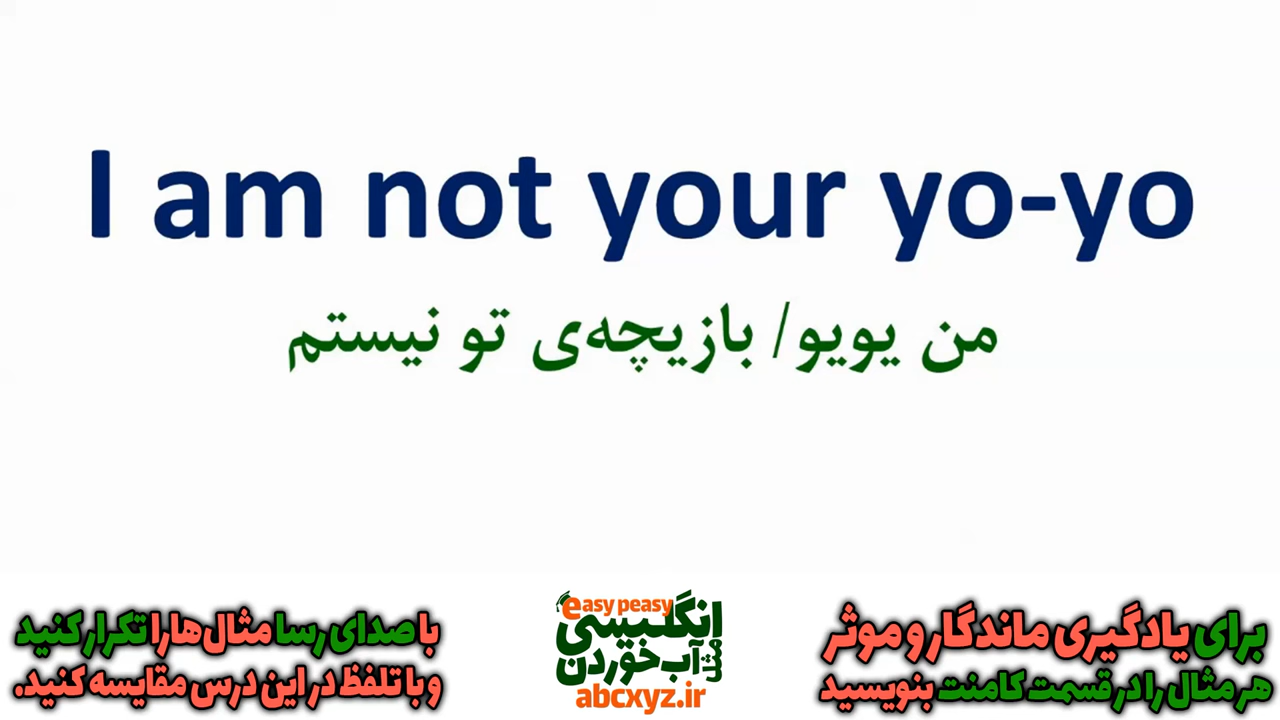 I am not your yo-yo
من یویو/ بازیچه‌ی تو نیستم
برای یادگیری ماندگار و موثر
هر مثال را در قسمت کامنت بنویسید
easy peasy
انگلیسی
مثل آب خوردن
abcxyz.ir
با صدای رسا مثال‌ها را تکرار کنید
و با تلفظ در این درس مقایسه کنید.